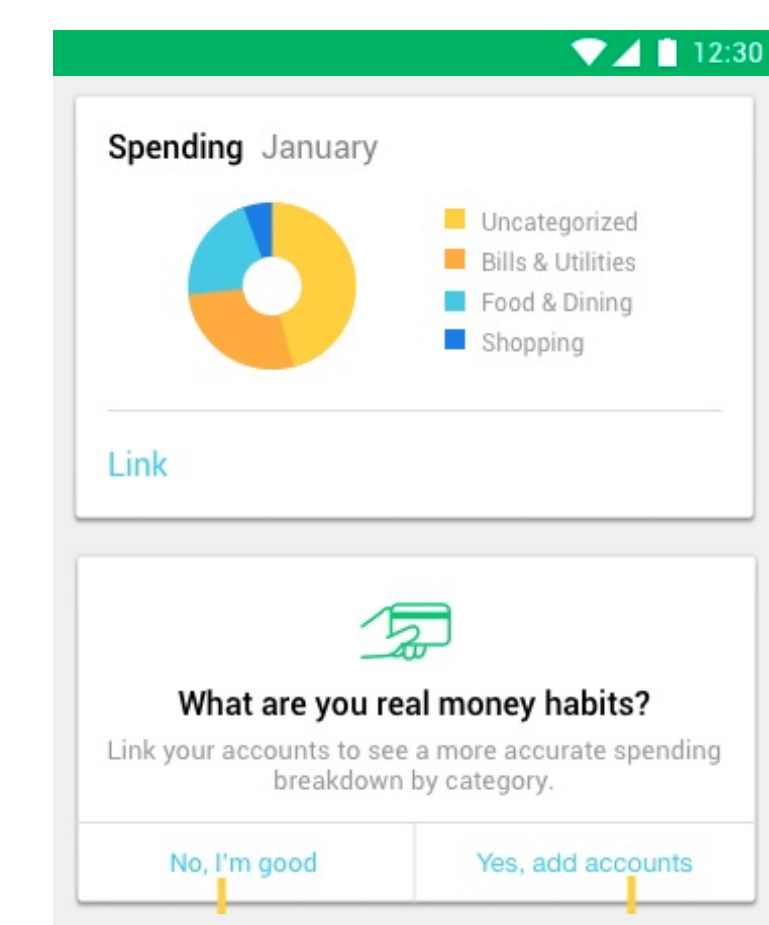 12:30
Spending January
Uncategorized
Bills & Utilities
Food & Dining
Shopping
Link
What are you real money habits?
Link your accounts to see a more accurate spending
breakdown by category.
No, I'm good
Yes, add accounts